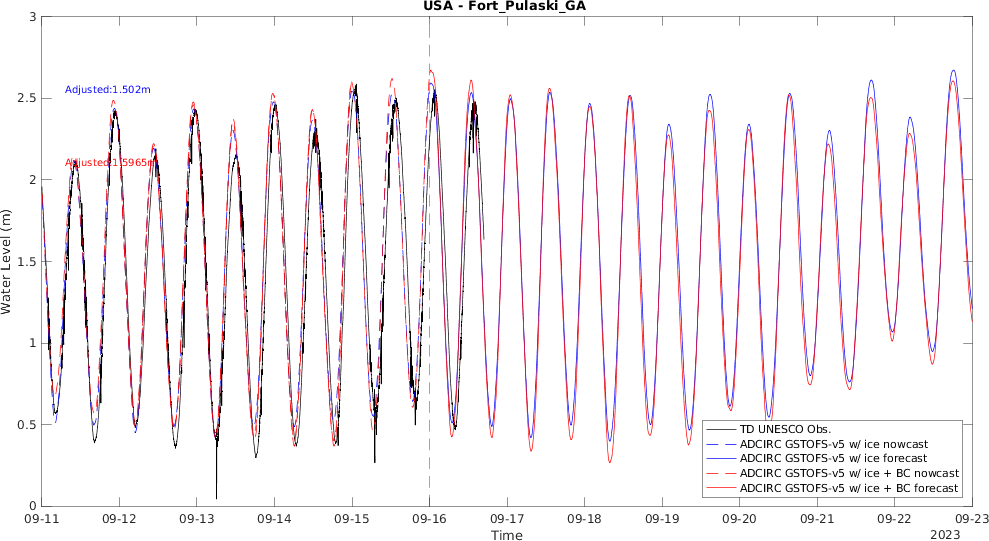 USA - Fort_Pulaski_GA
3
2.5
2
1.5
1
0.5
0
Water Level (m)
Adjusted:1.502m
Adjusted:1.5965m
TD UNESCO Obs.
ADCIRC GSTOFS-v5 w/ ice nowcast
ADCIRC GSTOFS-v5 w/ ice forecast
ADCIRC GSTOFS-v5 w/ ice + BC nowcast
ADCIRC GSTOFS-v5 w/ ice + BC forecast
09-11 09-12 09-13 09-14 09-15 09-16 09-17 09-18 09-19 09-20 09-21 09-22 09-23
Time
2023